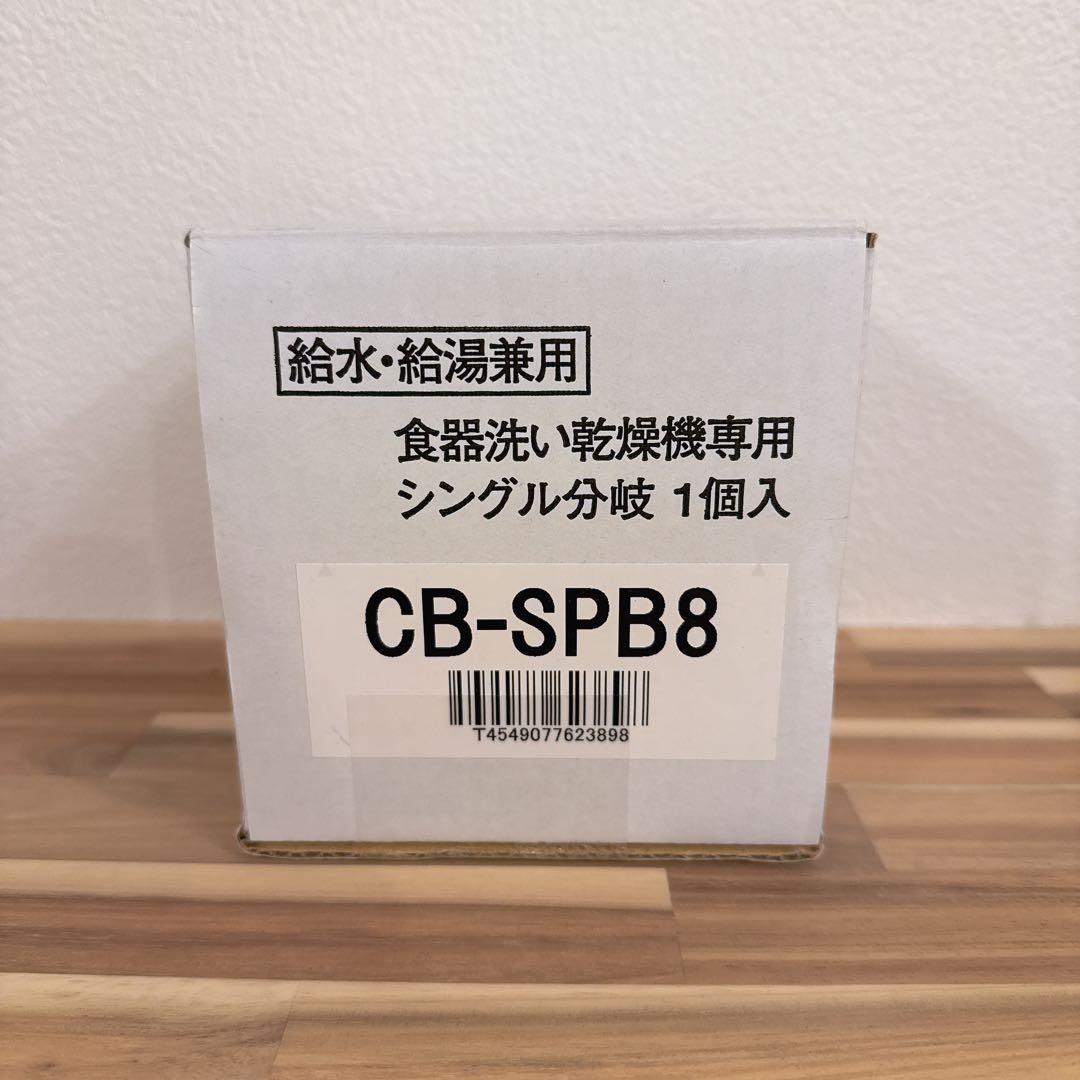 給水・給湯兼用
食器洗い乾燥機専用
シングル分岐 1個入
CB-SPB8
T4549077623898